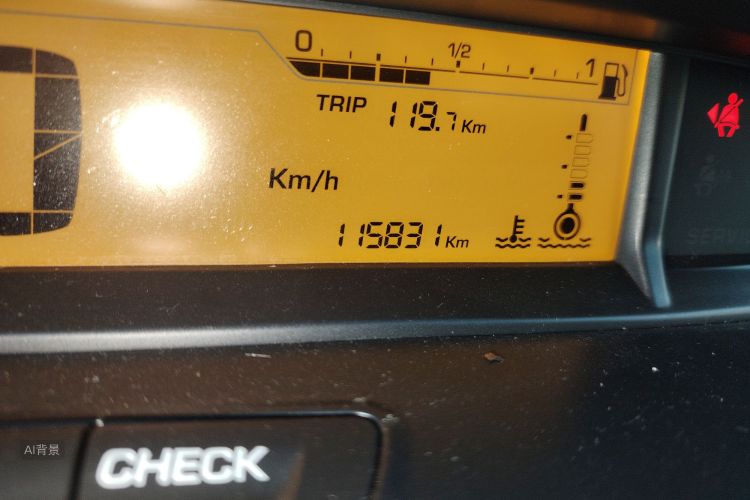 0 1/2 1
TRIP 119.7 Km
Km/h
115831 Km
AI背景
CHECK